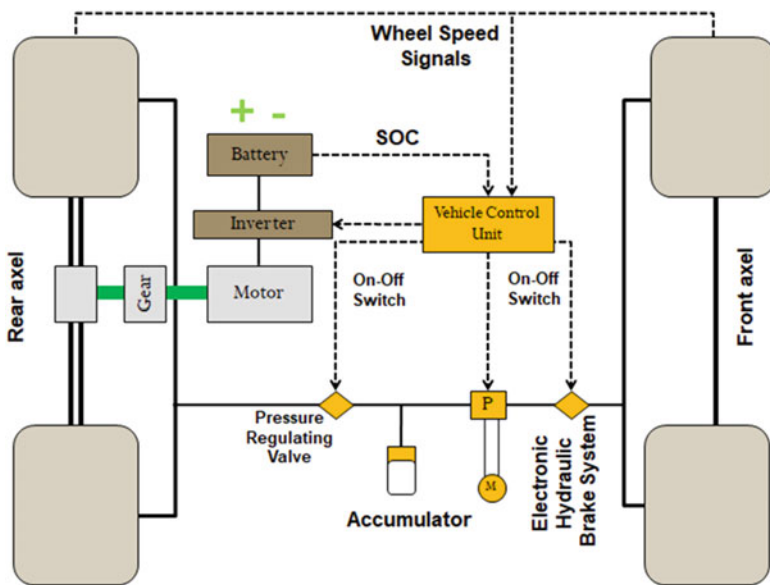 Wheel Speed
Signals
+ -
SOC
Battery
Inverter
Vehicle Control
Unit
Rear axel
Gear
Motor
On-Off
Switch
On-Off
Switch
Front axel
Pressure
Regulating
Valve
P
M
Accumulator
Electronic
Hydraulic
Brake System